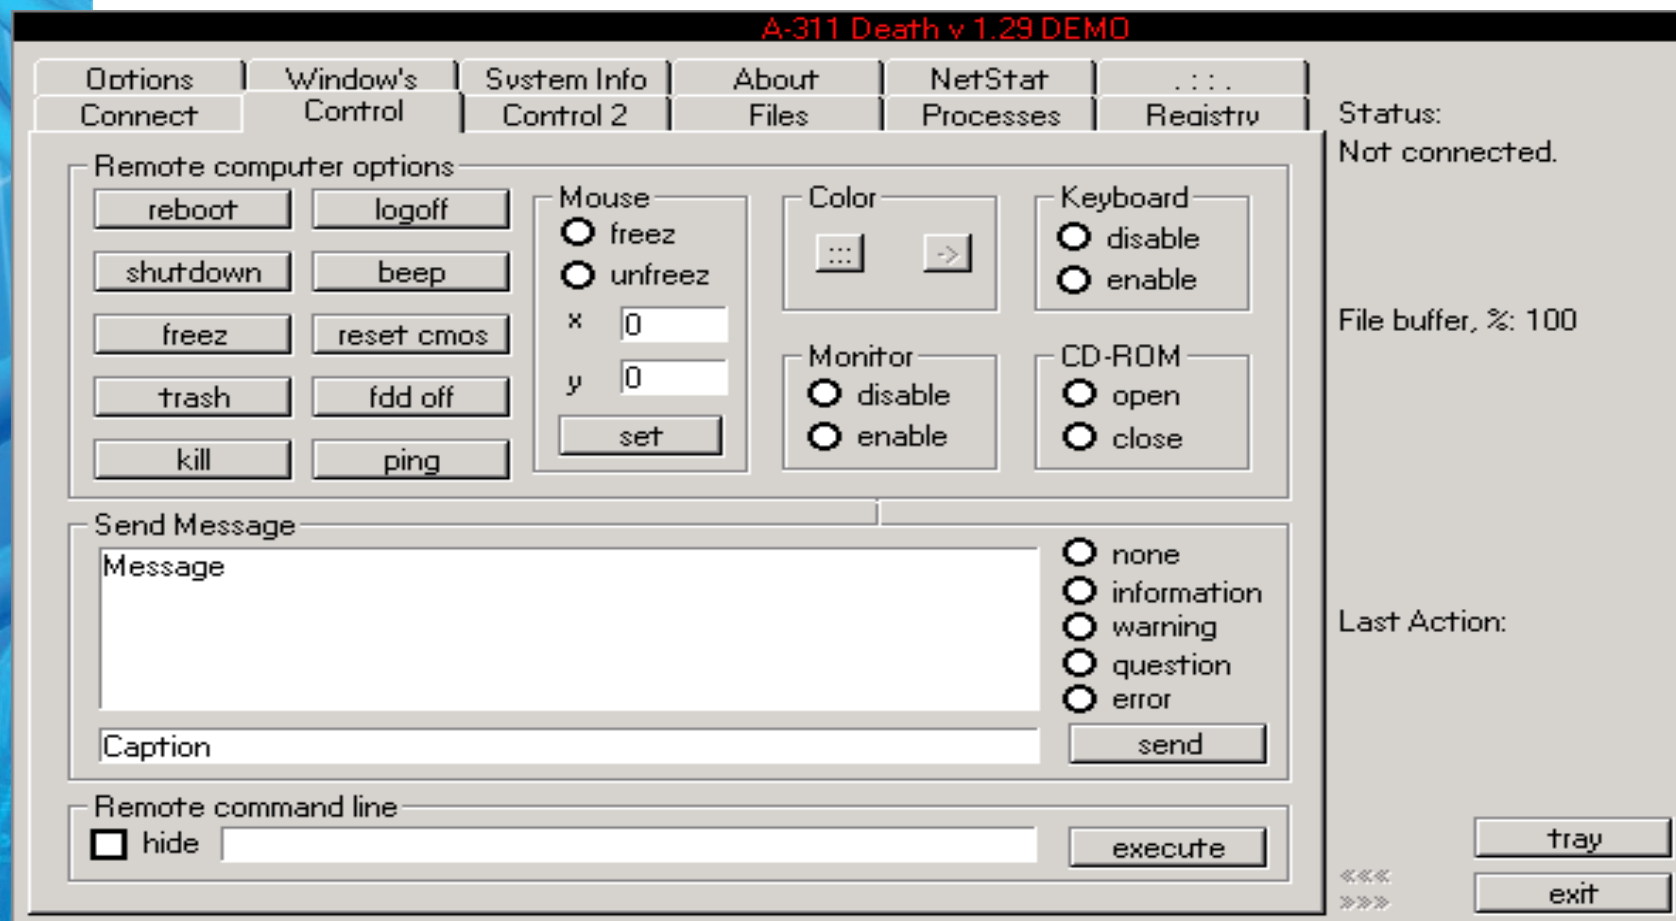 A-311 Death v 1.29 DEMO
Options Window's System Info About NetStat .::.
Connect Control Control 2 Files Processes Registry
Status:
Not connected.
File buffer, %: 100
Last Action:
Remote computer options
reboot logoff
shutdown beep
freez reset cmos
trash fdd off
kill ping
Mouse
freez
unfreez
x 0
y 0
set
Color
::: ->
Keyboard
disable
enable
Monitor
disable
enable
CD-ROM
open
close
Send Message
Message
none
information
warning
question
error
Caption
send
Remote command line
hide
execute
<<<
>>>
tray
exit